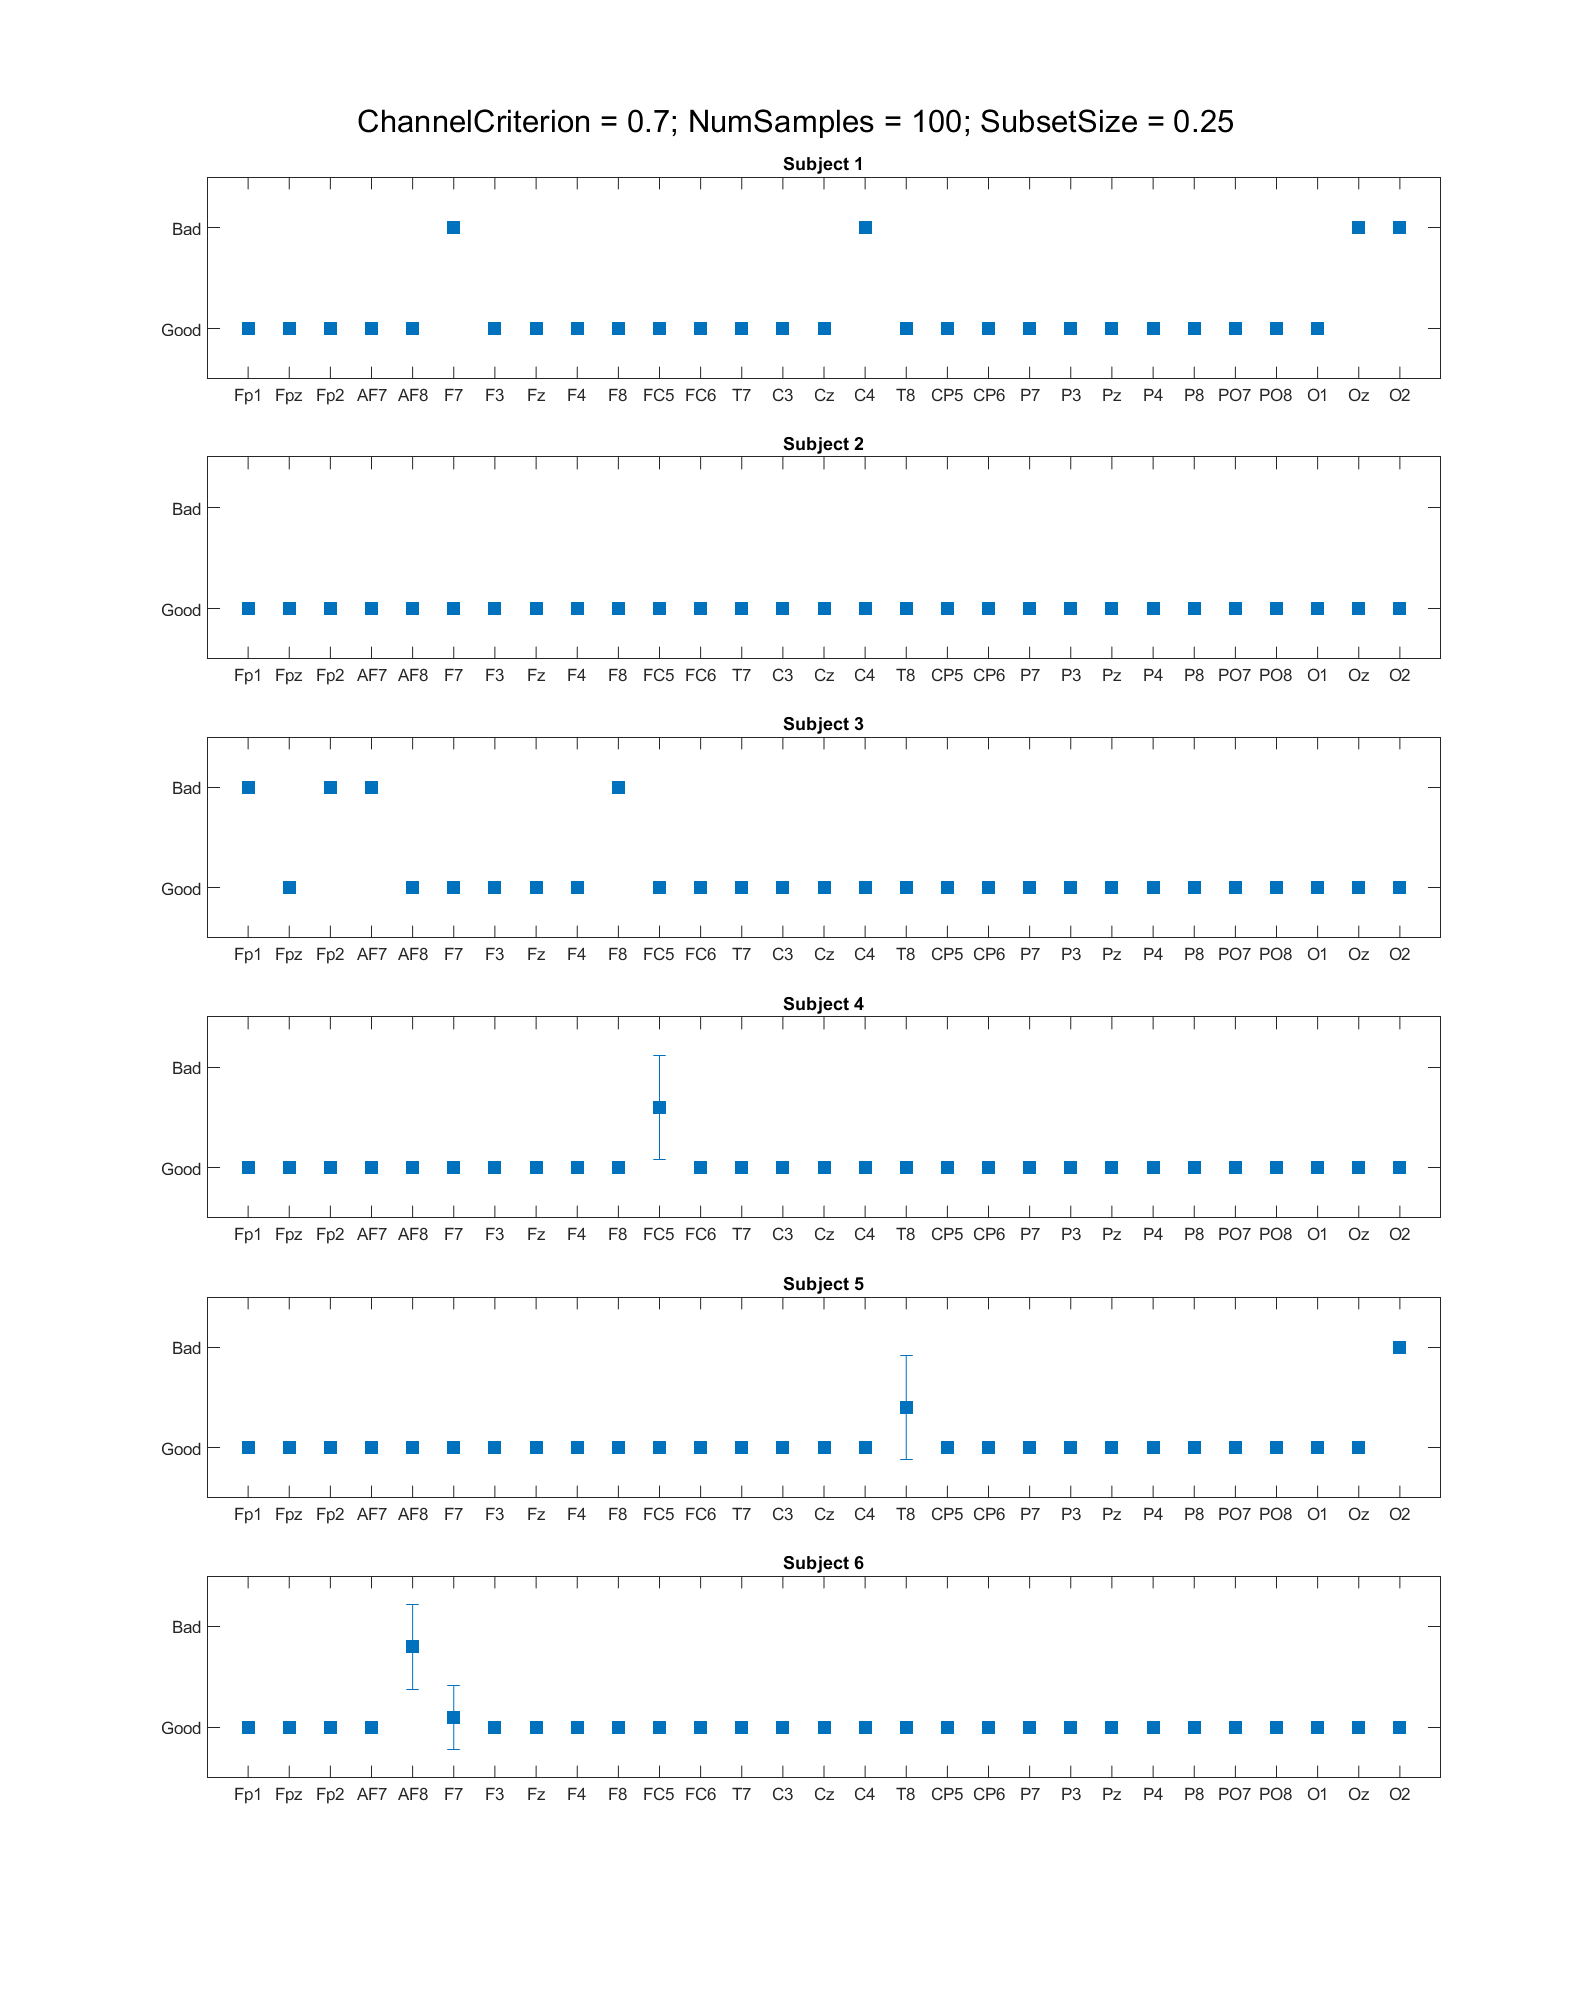 ChannelCriterion = 0.7; NumSamples = 100; SubsetSize = 0.25
Subject 1
Bad
Good
Fp1 Fpz Fp2 AF7 AF8 F7 F3 Fz F4 F8 FC5 FC6 T7 C3 Cz C4 T8 CP5 CP6 P7 P3 Pz P4 P8 PO7 PO8 O1 Oz O2
Subject 2
Bad
Good
Fp1 Fpz Fp2 AF7 AF8 F7 F3 Fz F4 F8 FC5 FC6 T7 C3 Cz C4 T8 CP5 CP6 P7 P3 Pz P4 P8 PO7 PO8 O1 Oz O2
Subject 3
Bad
Good
Fp1 Fpz Fp2 AF7 AF8 F7 F3 Fz F4 F8 FC5 FC6 T7 C3 Cz C4 T8 CP5 CP6 P7 P3 Pz P4 P8 PO7 PO8 O1 Oz O2
Subject 4
Bad
Good
Fp1 Fpz Fp2 AF7 AF8 F7 F3 Fz F4 F8 FC5 FC6 T7 C3 Cz C4 T8 CP5 CP6 P7 P3 Pz P4 P8 PO7 PO8 O1 Oz O2
Subject 5
Bad
Good
Fp1 Fpz Fp2 AF7 AF8 F7 F3 Fz F4 F8 FC5 FC6 T7 C3 Cz C4 T8 CP5 CP6 P7 P3 Pz P4 P8 PO7 PO8 O1 Oz O2
Subject 6
Bad
Good
Fp1 Fpz Fp2 AF7 AF8 F7 F3 Fz F4 F8 FC5 FC6 T7 C3 Cz C4 T8 CP5 CP6 P7 P3 Pz P4 P8 PO7 PO8 O1 Oz O2